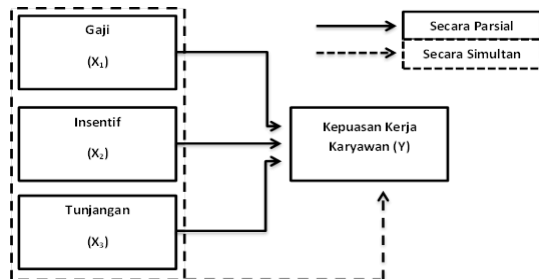 Gaji
(X₁)
Secara Parsial
Secara Simultan
Insentif
(X₂)
Kepuasan Kerja
Karyawan (Y)
Tunjangan
(X₃)